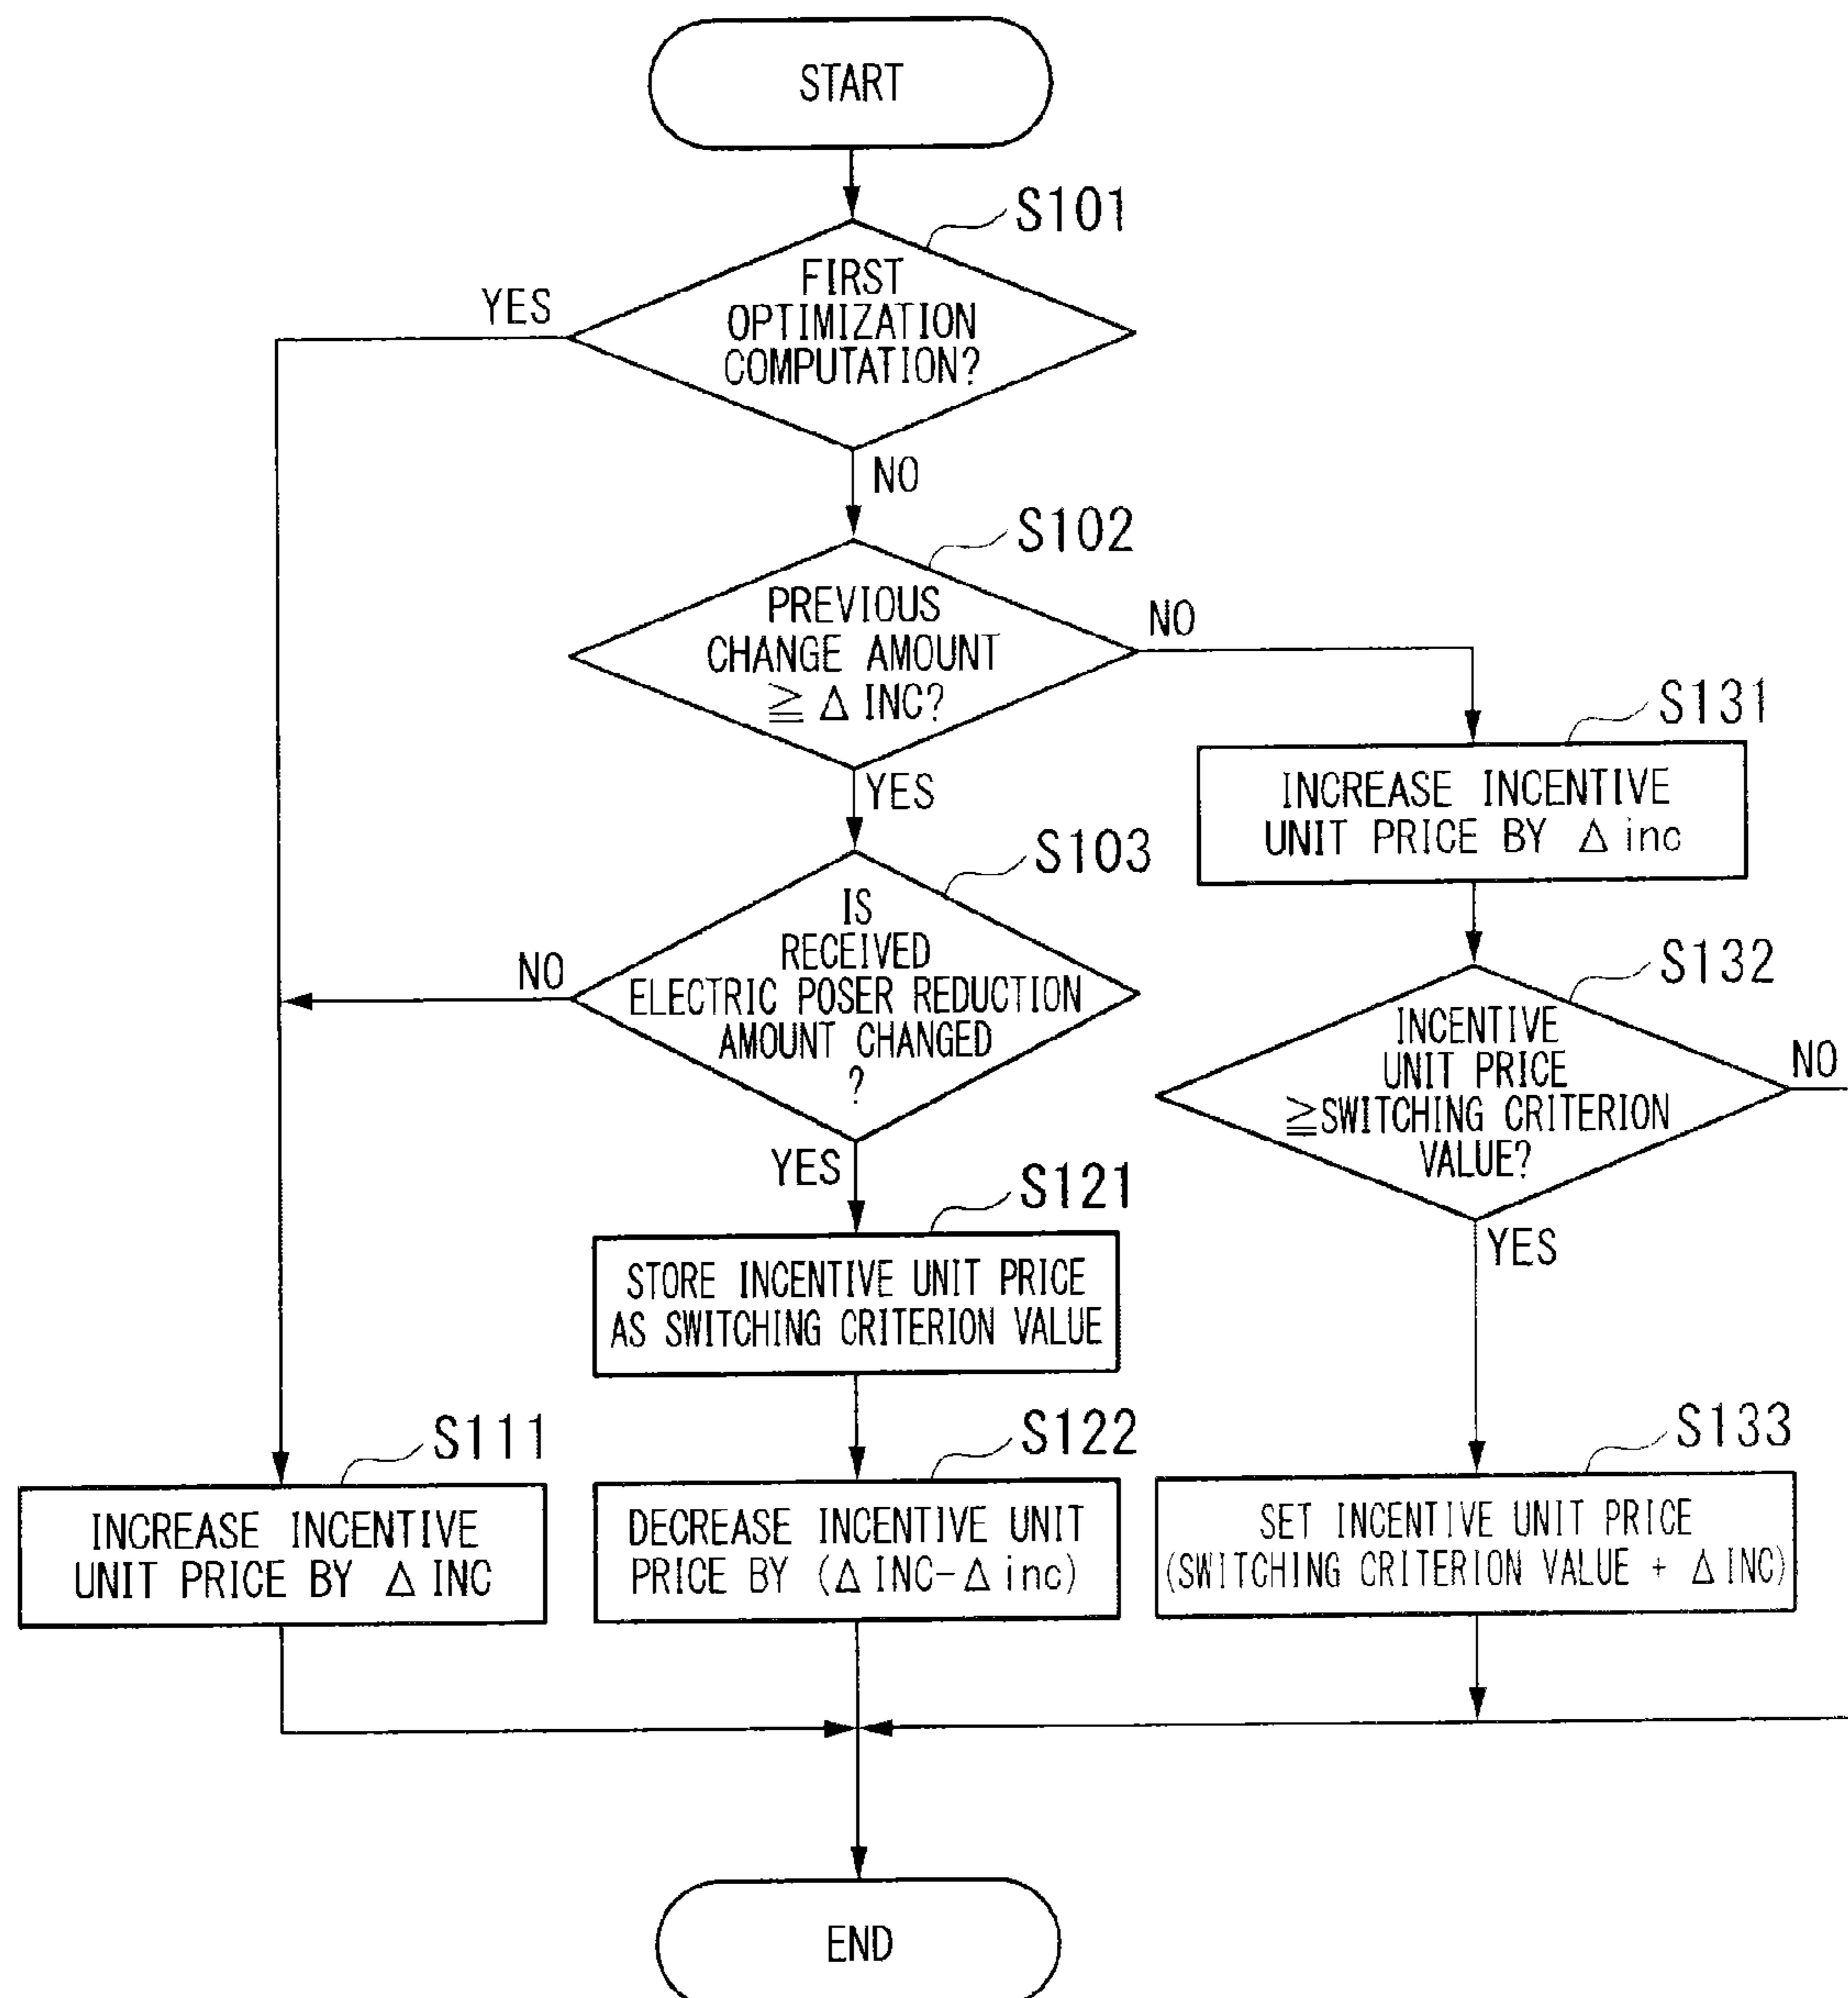 START
S101
FIRST
OPTIMIZATION
COMPUTATION?
YES
NO
S102
PREVIOUS
CHANGE AMOUNT
≧ Δ INC?
NO
YES
S131
INCREASE INCENTIVE
UNIT PRICE BY Δ inc
S103
IS
RECEIVED
ELECTRIC POSER REDUCTION
AMOUNT CHANGED
?
NO
YES
S132
INCENTIVE
UNIT PRICE
≧SWITCHING CRITERION
VALUE?
NO
YES
S121
STORE INCENTIVE UNIT PRICE
AS SWITCHING CRITERION VALUE
S111
INCREASE INCENTIVE
UNIT PRICE BY Δ INC
S122
DECREASE INCENTIVE UNIT
PRICE BY (Δ INC-Δ inc)
S133
SET INCENTIVE UNIT PRICE
(SWITCHING CRITERION VALUE + Δ INC)
END